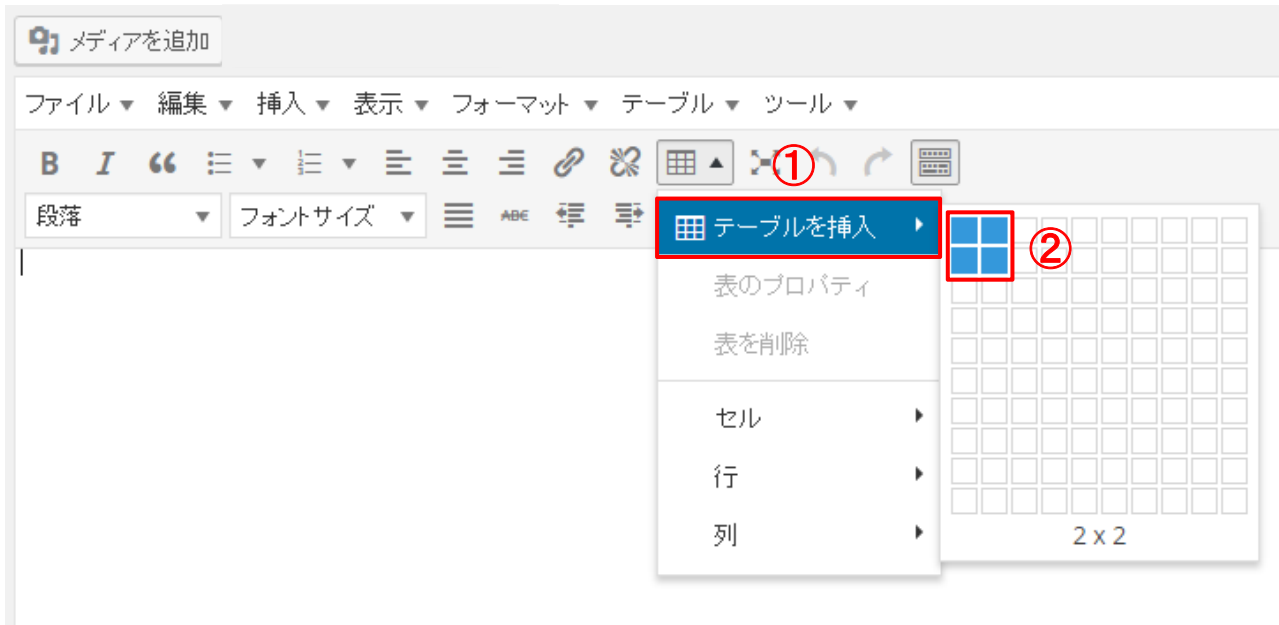 メディアを追加
ファイル 編集 挿入 表示 フォーマット テーブル ツール
B I ①
段落 フォントサイズ ABE
テーブルを挿入 ②
表のプロパティ
表を削除
セル
行
列
2 x 2